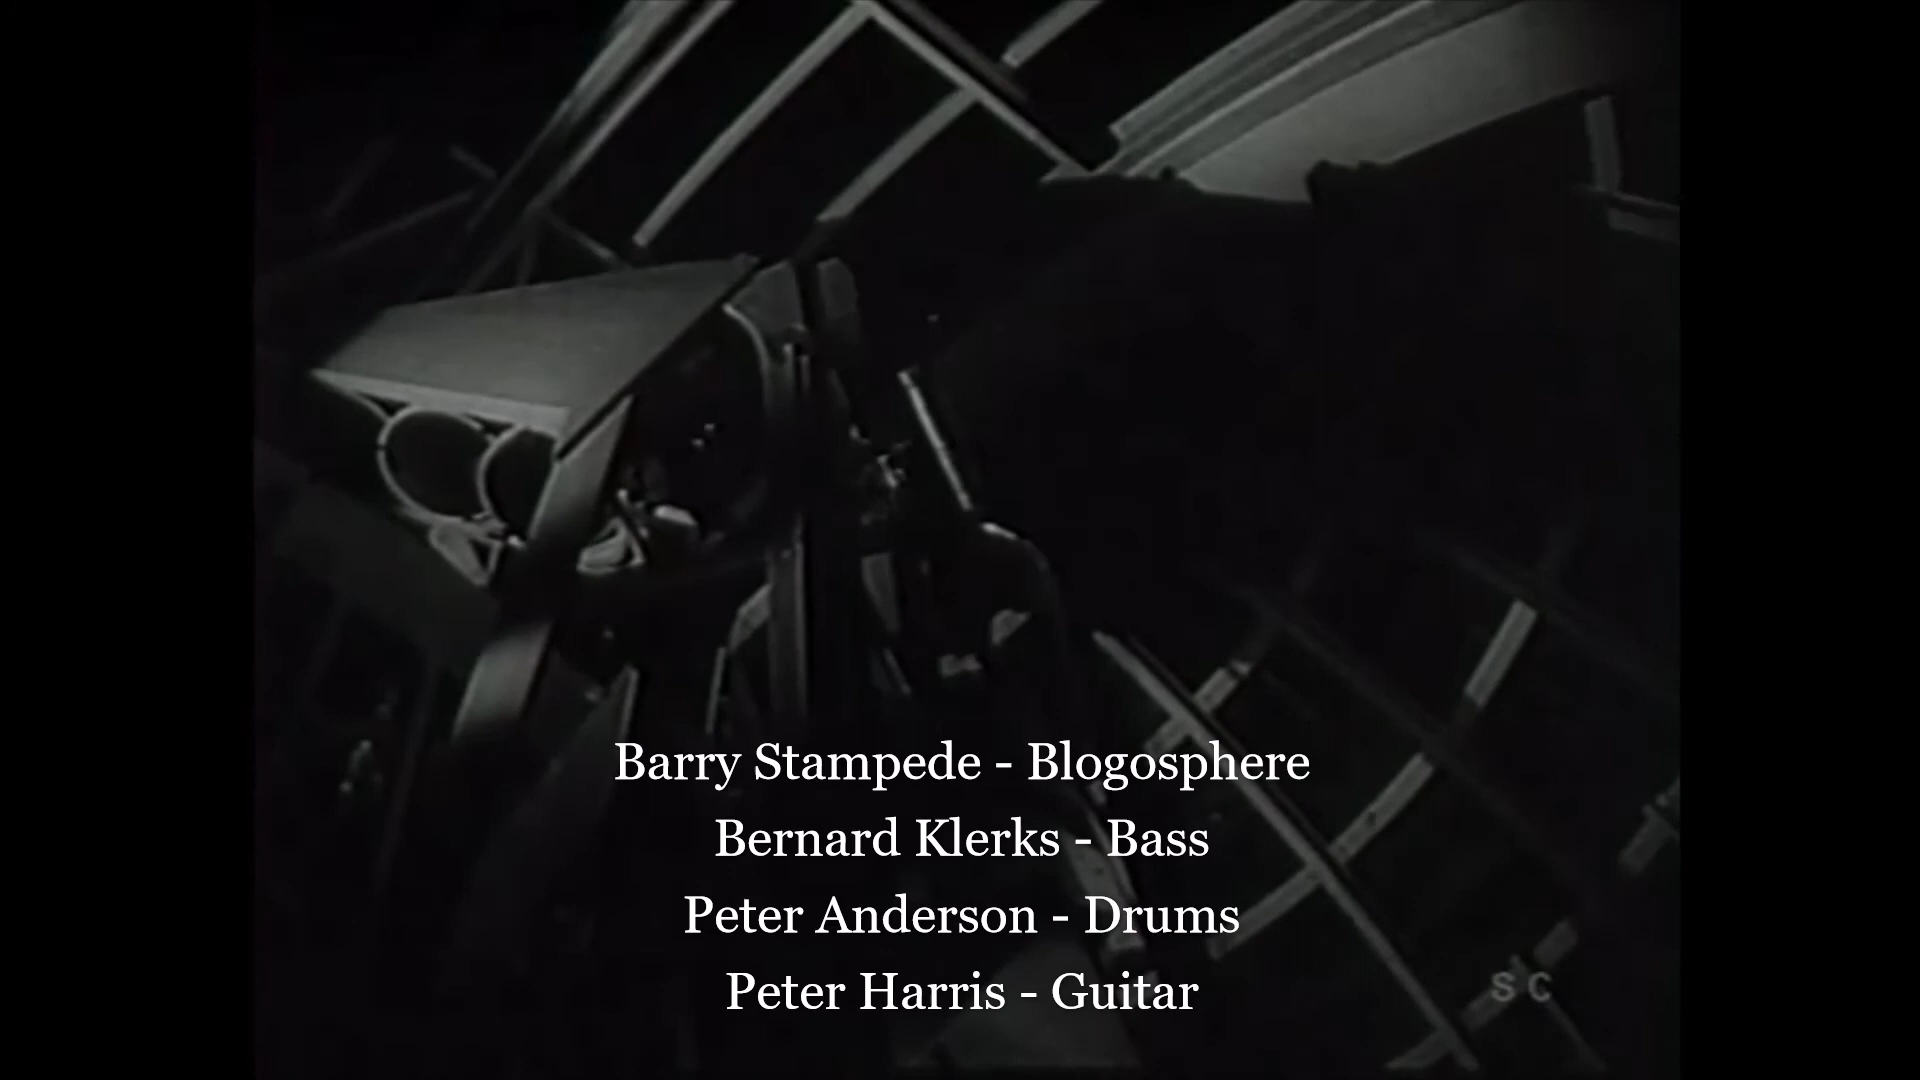 Barry Stampede - Blogosphere
Bernard Klerks - Bass
Peter Anderson - Drums
Peter Harris - Guitar
SC